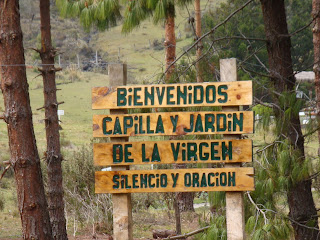 BIENVENIDOS
CAPILLA Y JARDIN
DE LA VIRGEN
SILENCIO Y ORACION